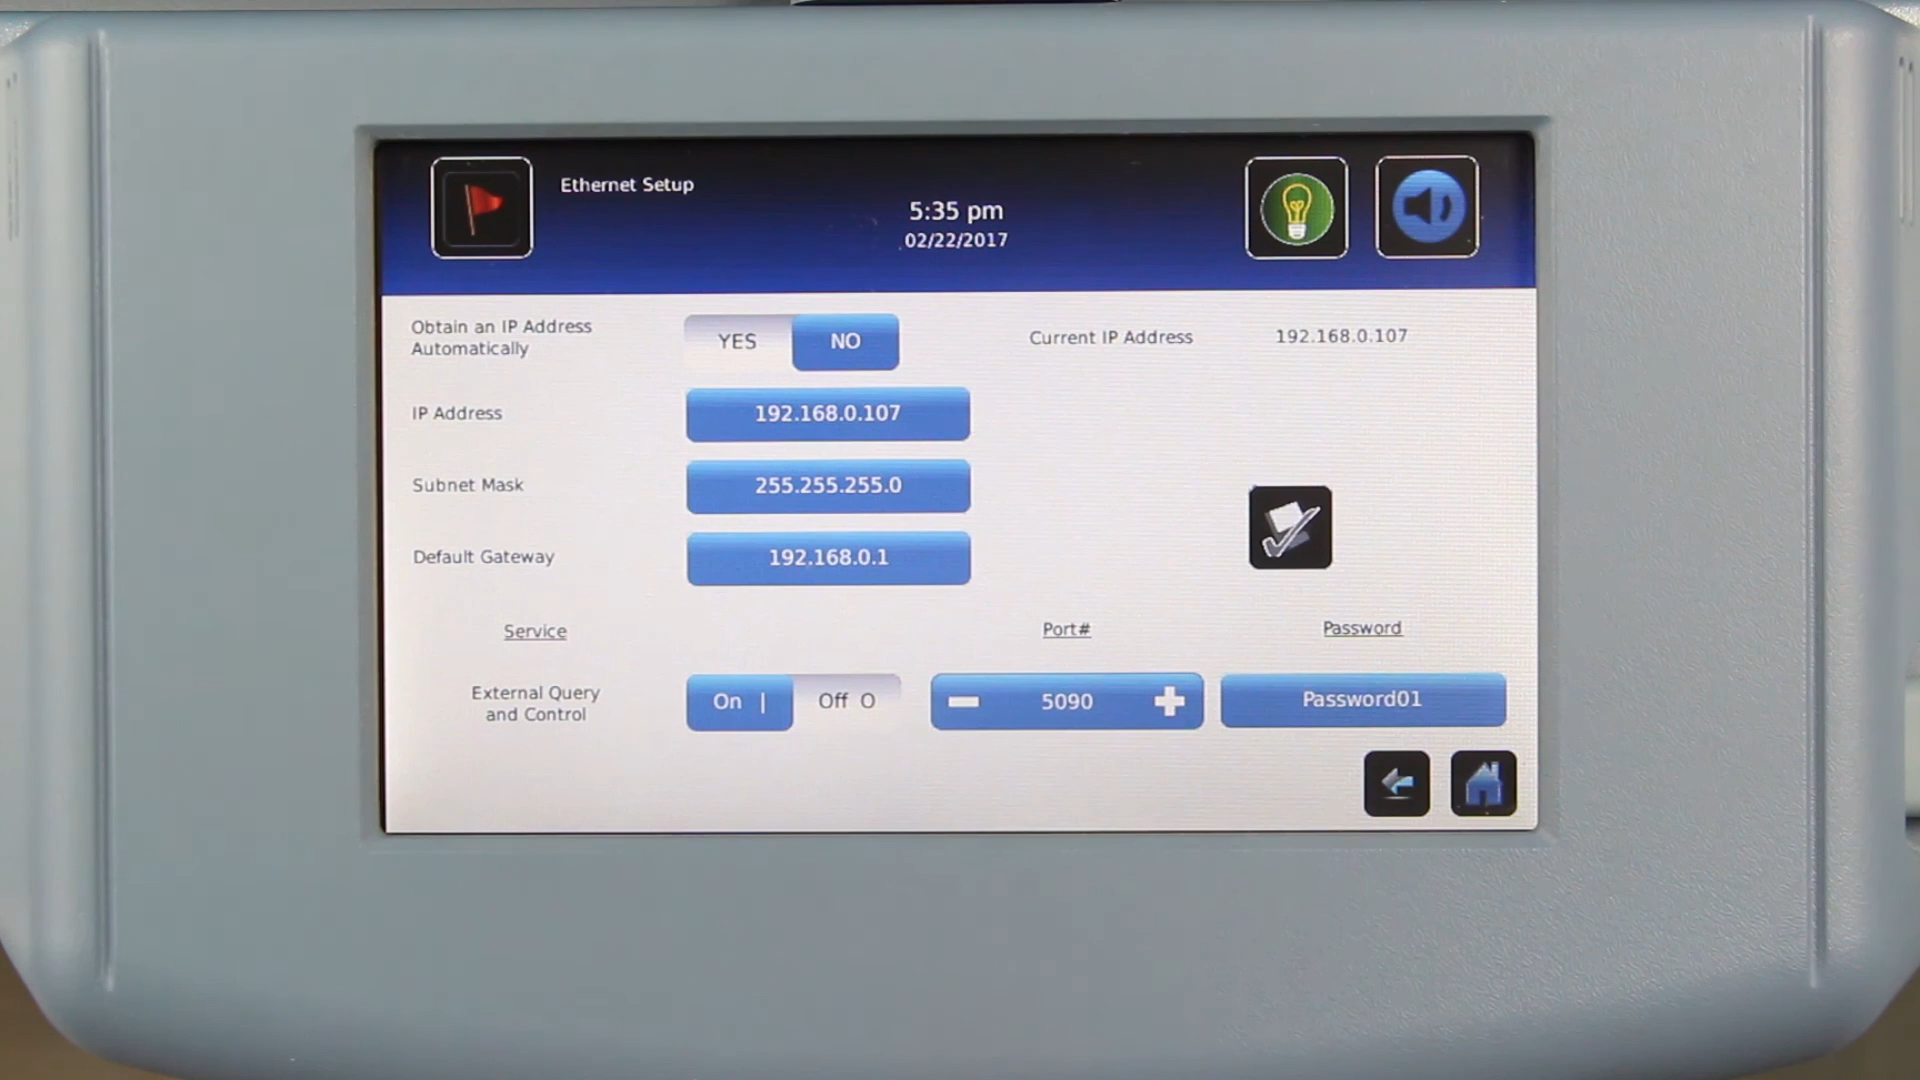 Ethernet Setup
5:35 pm
02/22/2017
Obtain an IP Address
Automatically
YES NO
Current IP Address 192.168.0.107
IP Address 192.168.0.107
Subnet Mask 255.255.255.0
Default Gateway 192.168.0.1
Service Port# Password
External Query
and Control
On | Off O
5090
Password01